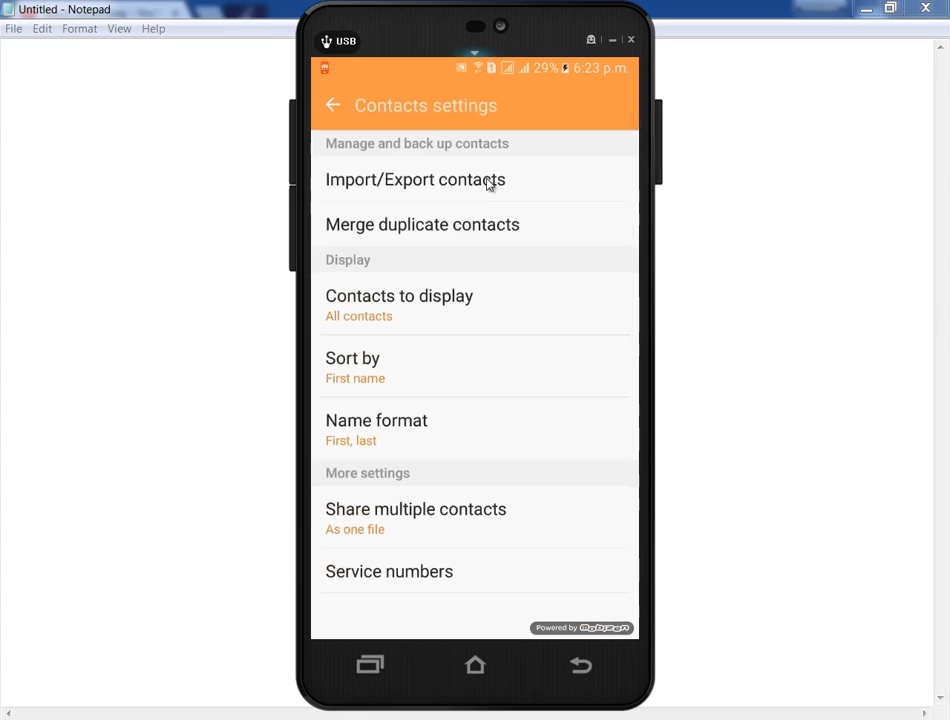 Untitled - Notepad
File Edit Format View Help
USB
29% 6:23 p.m.
Contacts settings
Manage and back up contacts
Import/Export contacts
Merge duplicate contacts
Display
Contacts to display
All contacts
Sort by
First name
Name format
First, last
More settings
Share multiple contacts
As one file
Service numbers
Powered by mobizen